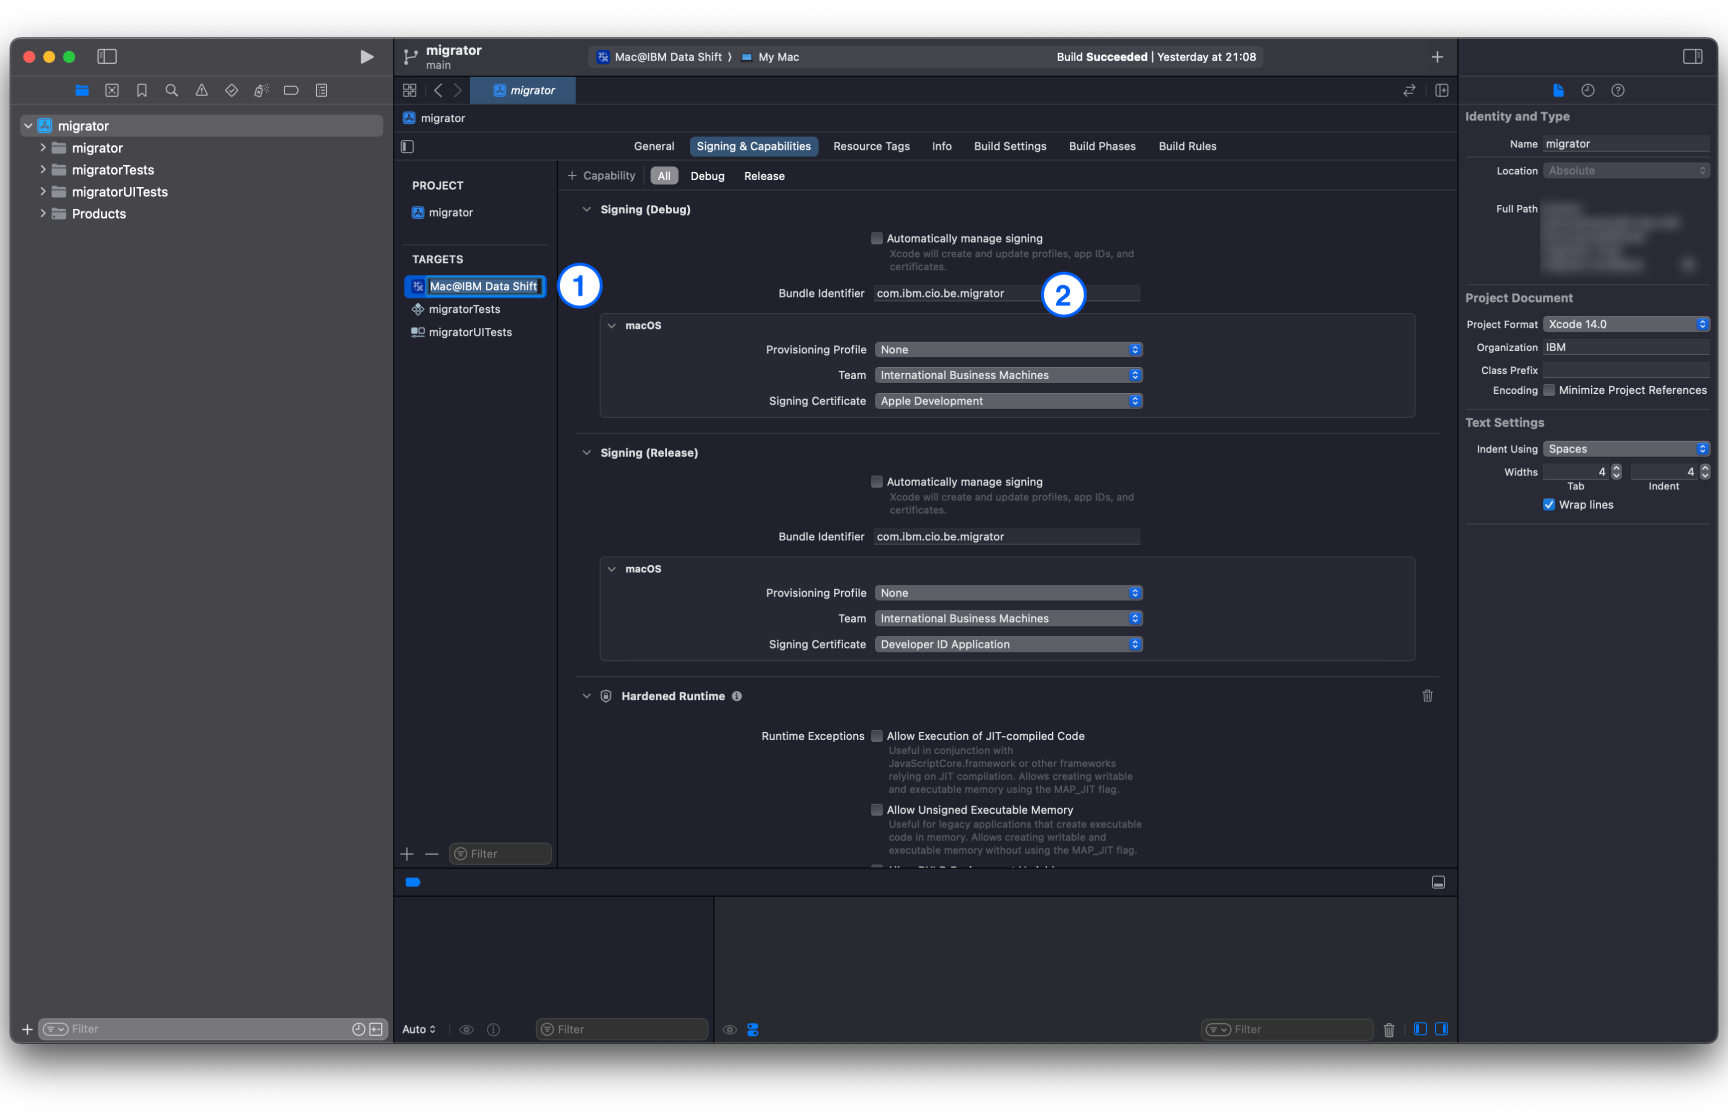 migrator
main
Mac@IBM Data Shift ⟩ My Mac
Build Succeeded | Yesterday at 21:08
migrator
migrator
migratorTests
migratorUITests
Products
Filter
migrator
migrator
General
Signing & Capabilities
Resource Tags
Info
Build Settings
Build Phases
Build Rules
PROJECT
migrator
TARGETS
Mac@IBM Data Shift
migratorTests
migratorUITests
Filter
1
2
+ Capability
All
Debug
Release
Signing (Debug)
Automatically manage signing
Xcode will create and update profiles, app IDs, and
certificates.
Bundle Identifier com.ibm.cio.be.migrator
macOS
Provisioning Profile None
Team International Business Machines
Signing Certificate Apple Development
Signing (Release)
Automatically manage signing
Xcode will create and update profiles, app IDs, and
certificates.
Bundle Identifier com.ibm.cio.be.migrator
macOS
Provisioning Profile None
Team International Business Machines
Signing Certificate Developer ID Application
Hardened Runtime
Runtime Exceptions Allow Execution of JIT-compiled Code
Useful in conjunction with
JavaScriptCore.framework or other frameworks
relying on JIT compilation. Allows creating writable
and executable memory using the MAP_JIT flag.
Allow Unsigned Executable Memory
Useful for legacy applications that create executable
code in memory. Allows creating writable and
executable memory without using the MAP_JIT flag.
Auto
Filter
Filter
Identity and Type
Name migrator
Location Absolute
Full Path
Project Document
Project Format Xcode 14.0
Organization IBM
Class Prefix
Encoding Minimize Project References
Text Settings
Indent Using Spaces
Widths 4 4
Tab Indent
Wrap lines